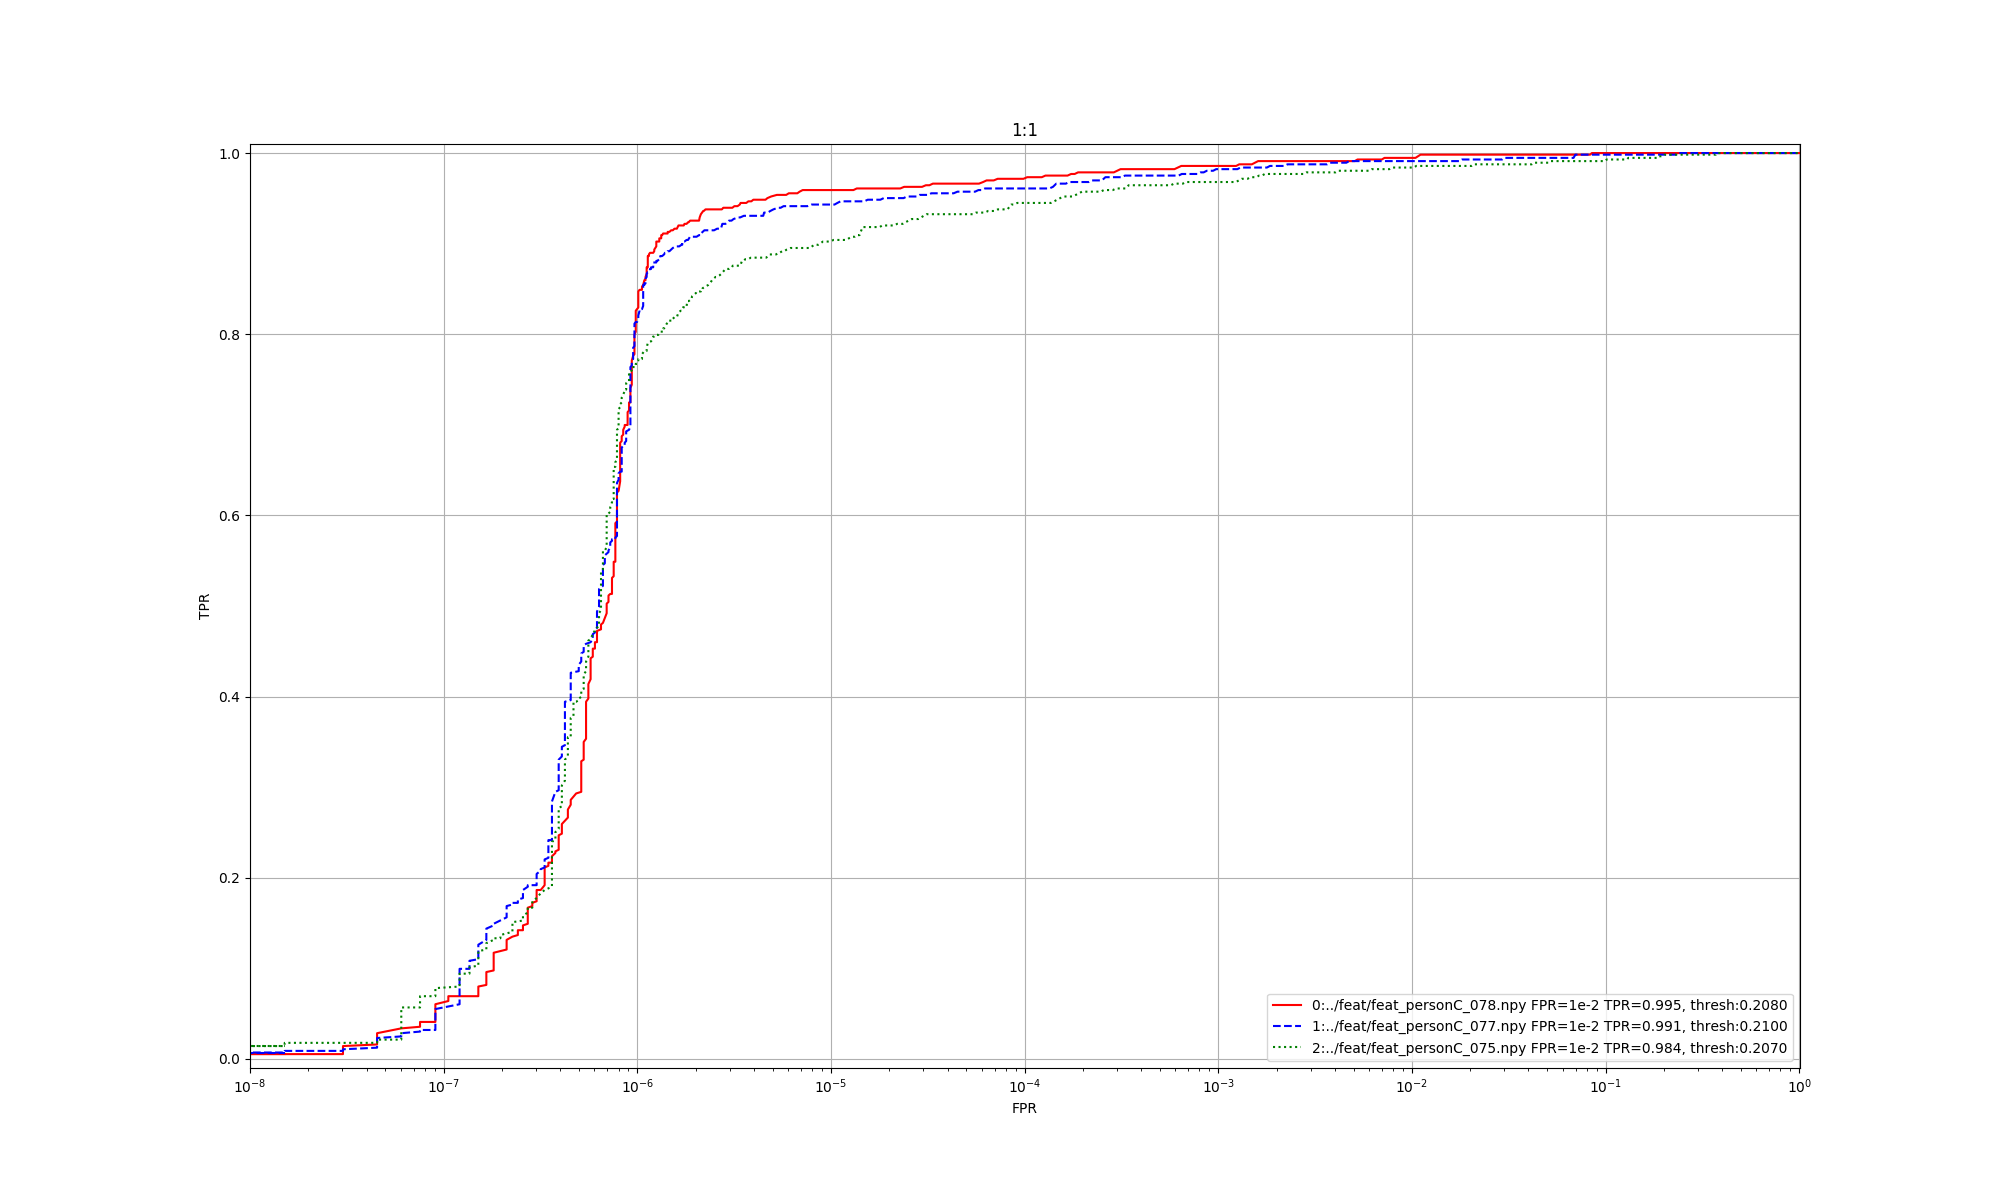 1:1
1.0
0.8
0.6
0.4
0.2
0.0
TPR
10⁻⁸ 10⁻⁷ 10⁻⁶ 10⁻⁵ 10⁻⁴ 10⁻³ 10⁻² 10⁻¹ 10⁰
FPR
0:../feat/feat_personC_078.npy FPR=1e-2 TPR=0.995, thresh:0.2080
1:../feat/feat_personC_077.npy FPR=1e-2 TPR=0.991, thresh:0.2100
2:../feat/feat_personC_075.npy FPR=1e-2 TPR=0.984, thresh:0.2070